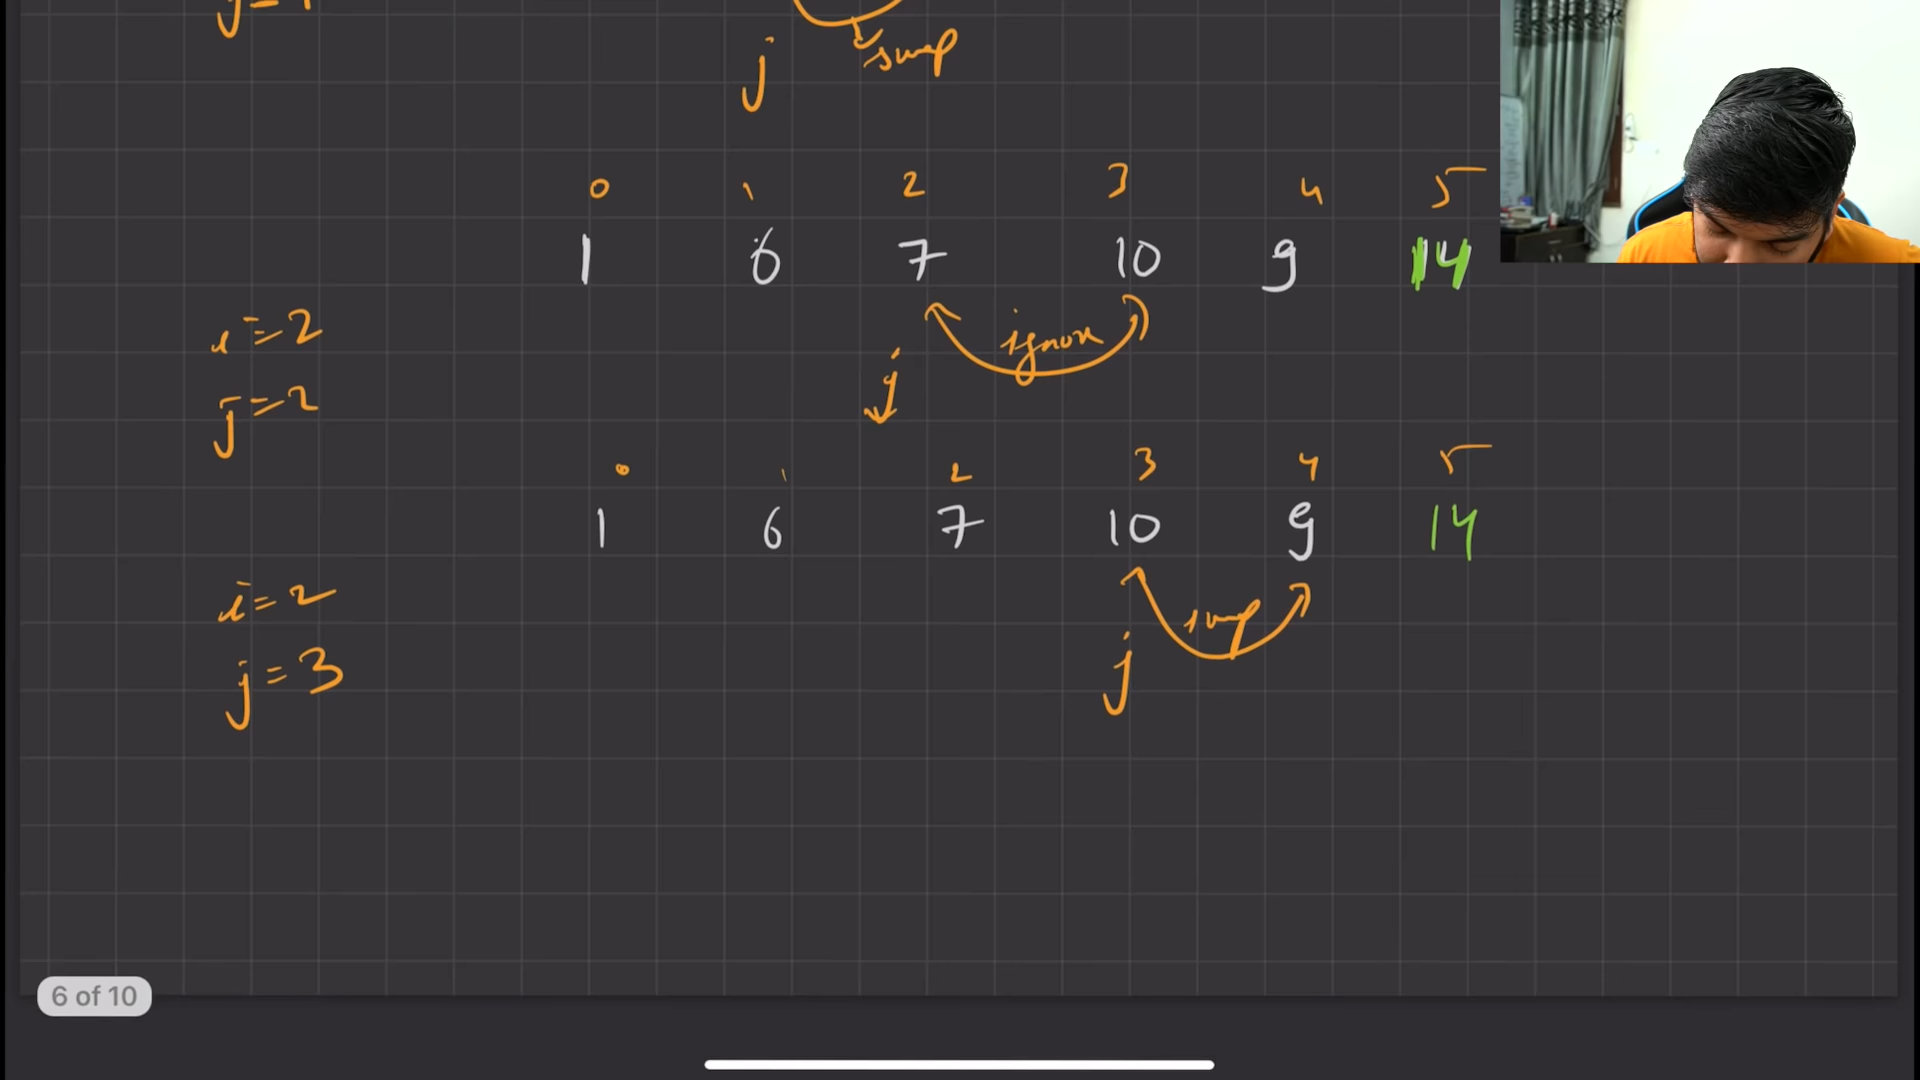 j = 1
swap
j
0 1 2 3 4 5
1 6 7 10 9 14
i = 2
ignore
j = 2
j
0 1 2 3 4 5
1 6 7 10 9 14
i = 2
swap
j = 3
j
6 of 10